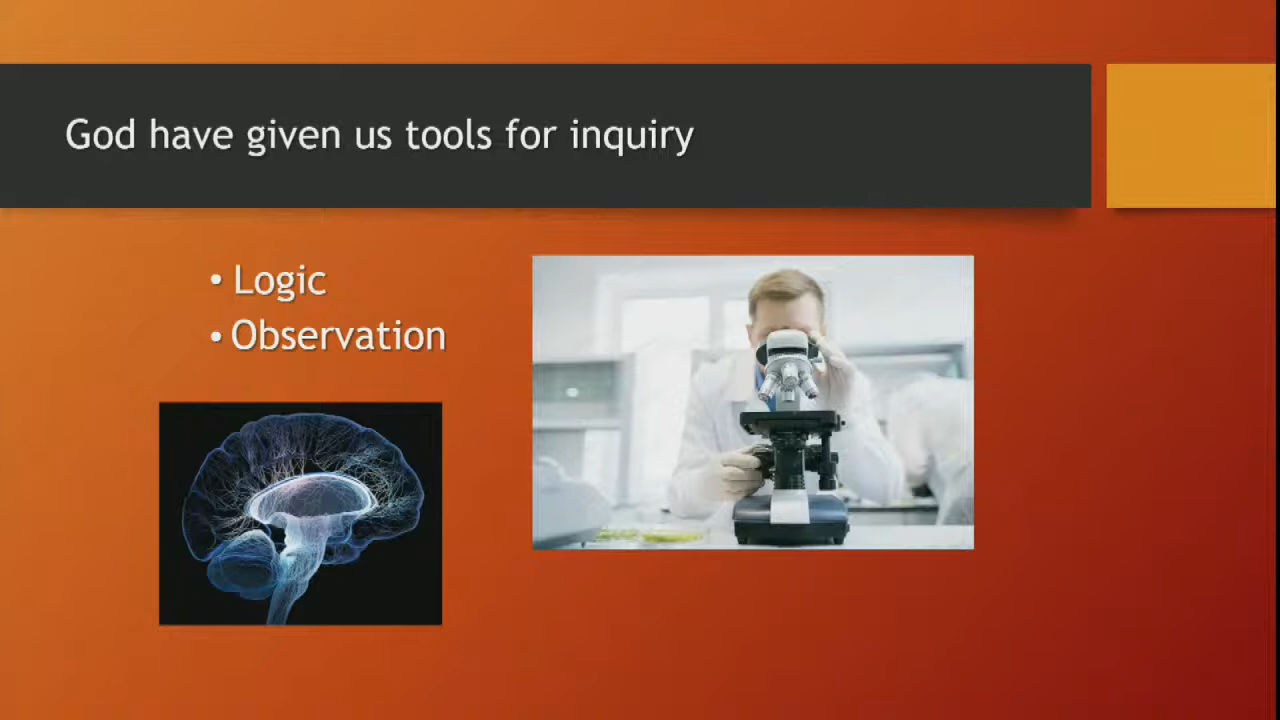 God have given us tools for inquiry
• Logic
• Observation